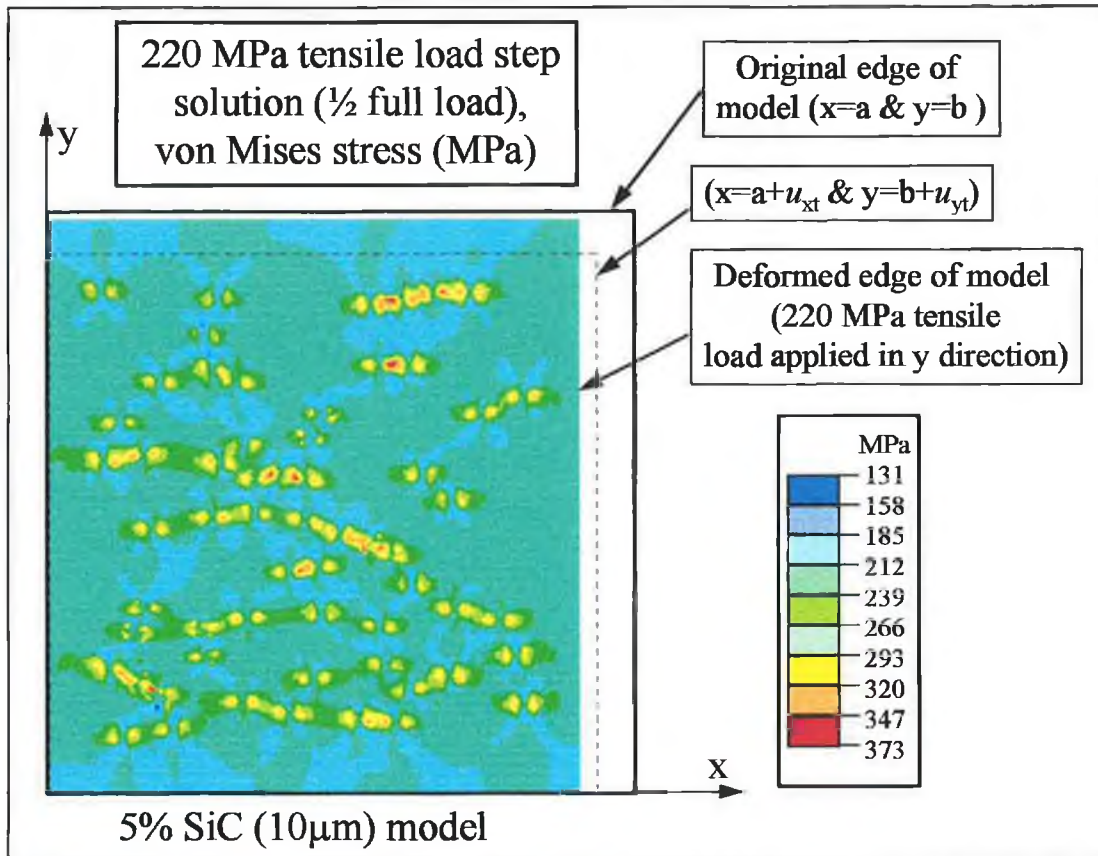 220 MPa tensile load step
solution (½ full load),
von Mises stress (MPa)
Original edge of
model (x=a & y=b )
(x=a+uxt & y=b+uyt)
Deformed edge of model
(220 MPa tensile
load applied in y direction)
y
MPa
131
158
185
212
239
266
293
320
347
373
x
5% SiC (10μm) model